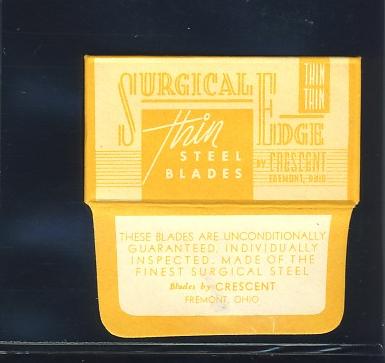 SURGICAL EDGE
THIN
THIN
Thin
STEEL
BLADES
BY CRESCENT
FREMONT, OHIO
THESE BLADES ARE UNCONDITIONALLY
GUARANTEED, INDIVIDUALLY
INSPECTED. MADE OF THE
FINEST SURGICAL STEEL
Blades by CRESCENT
FREMONT, OHIO